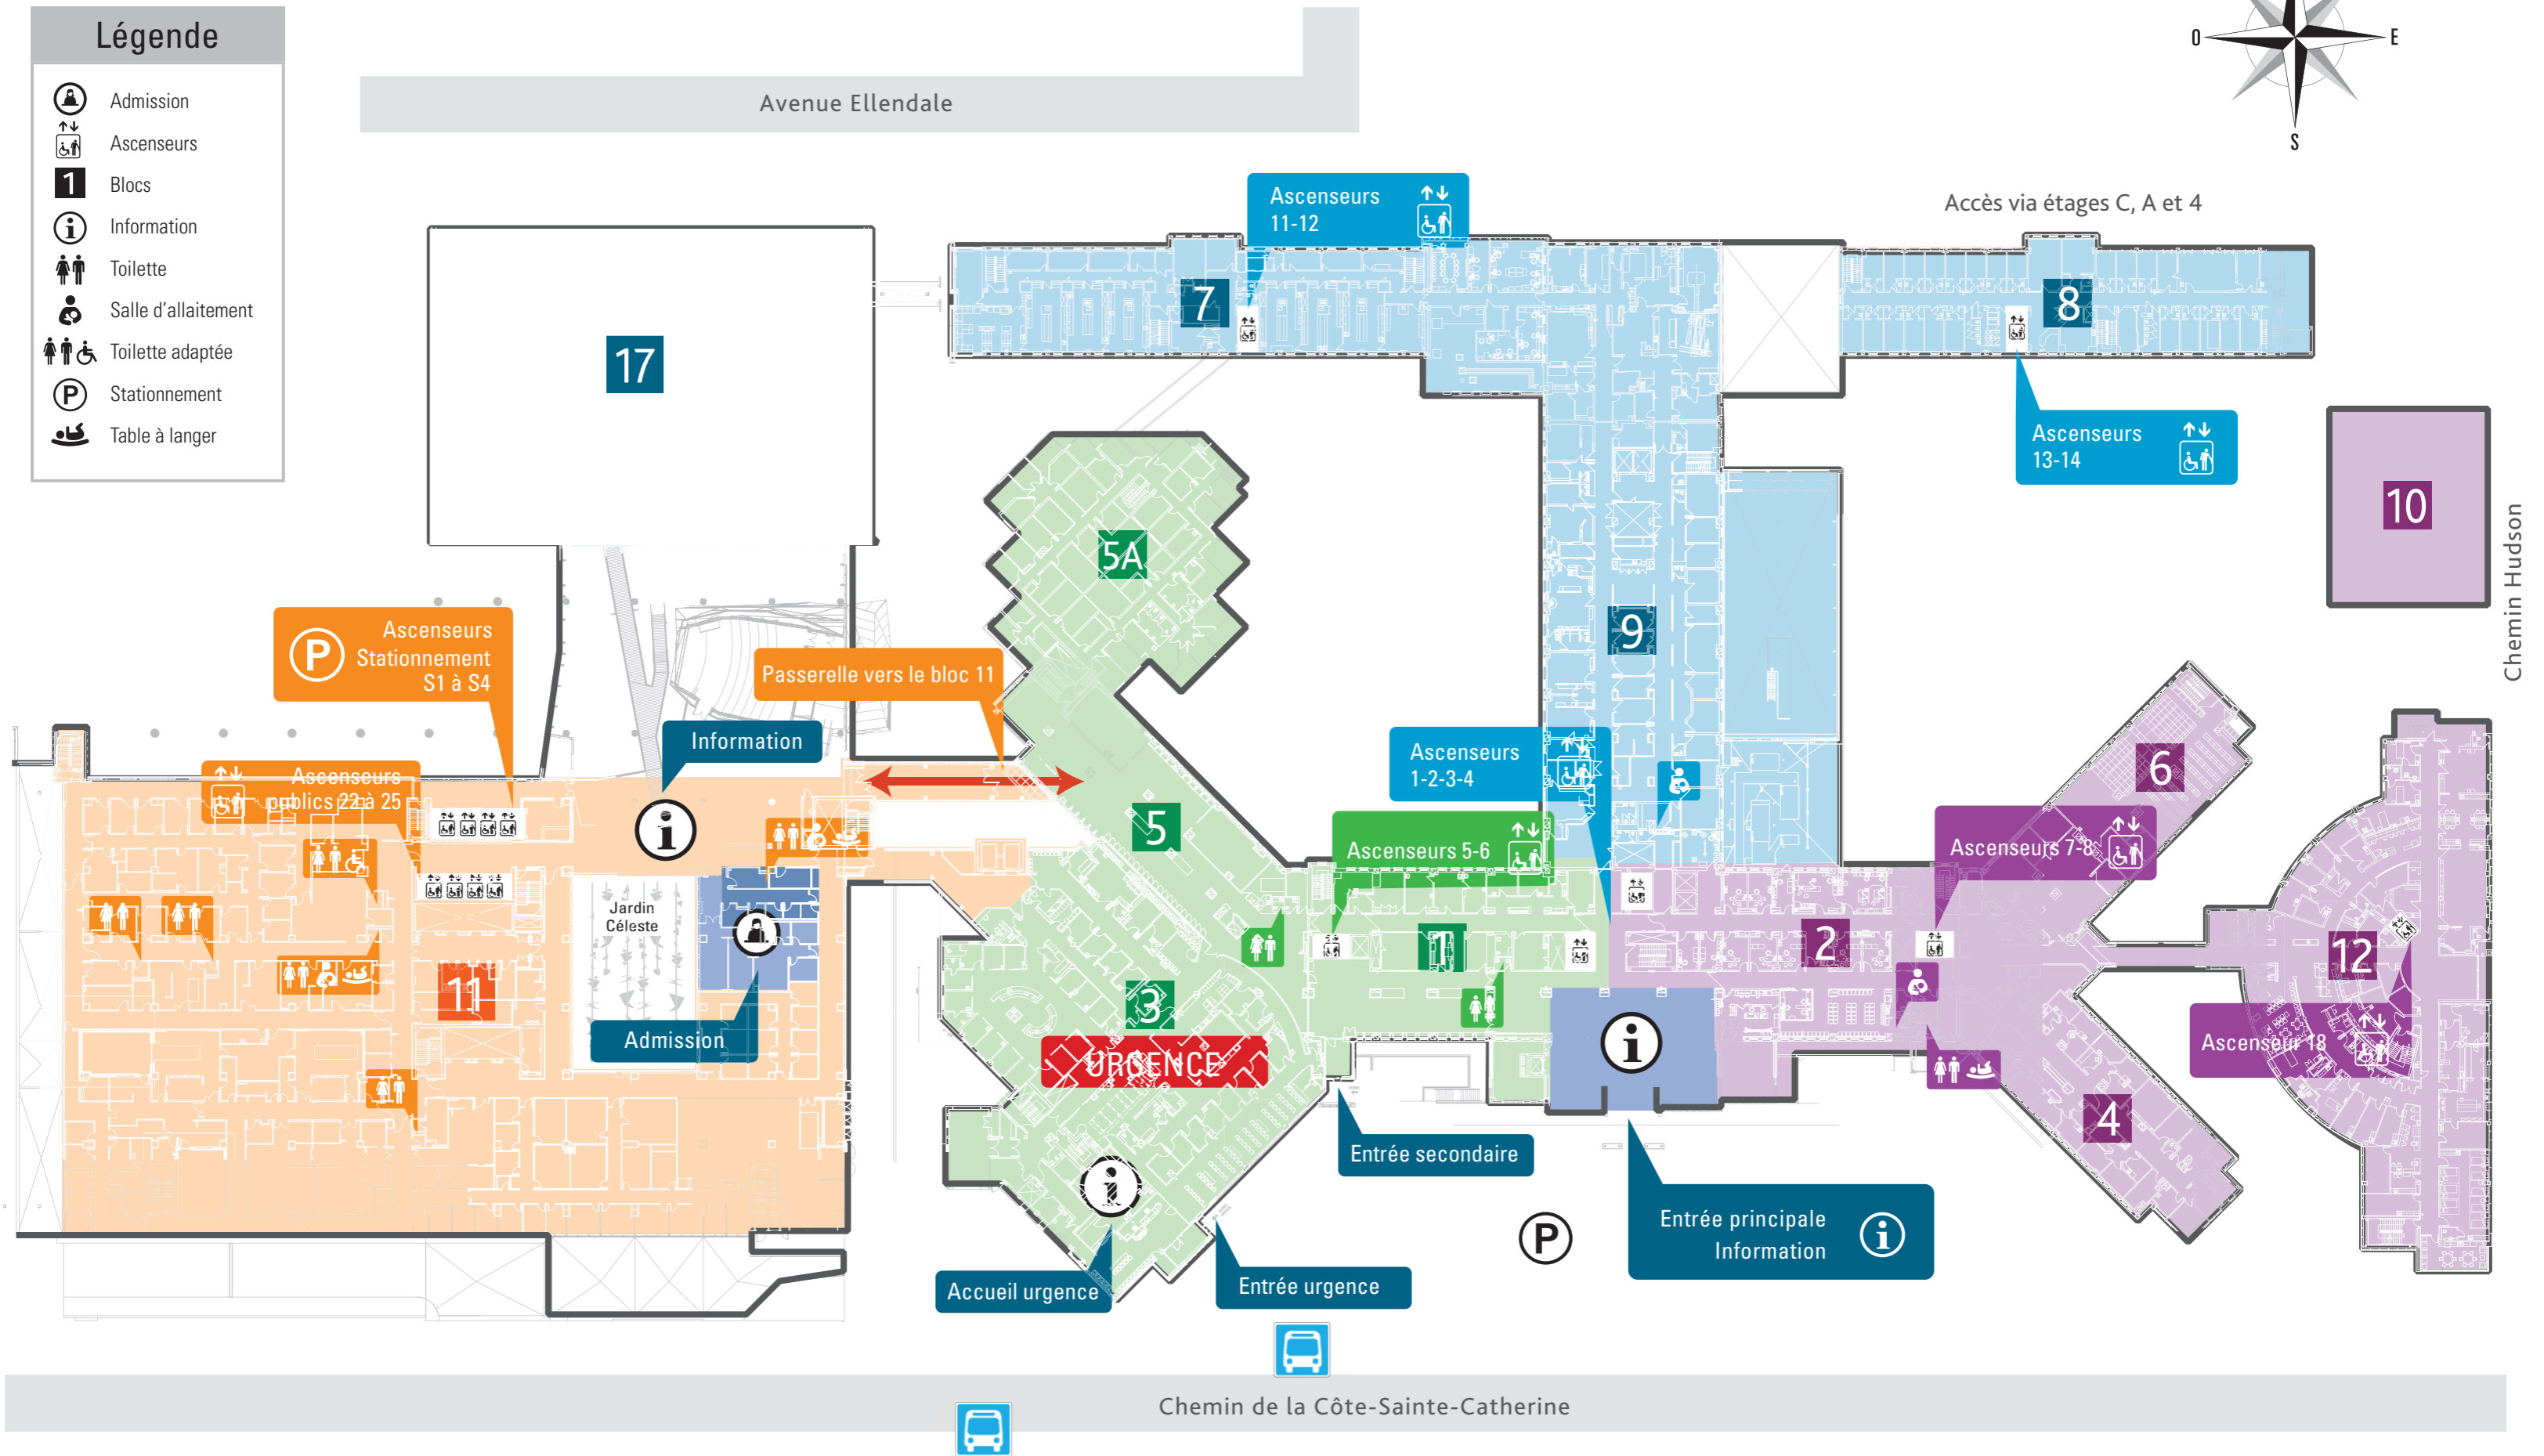 Légende
Admission
Ascenseurs
1
Blocs
i
Information
Toilette
Salle d'allaitement
Toilette adaptée
P
Stationnement
Table à langer
Avenue Ellendale
O
E
S
Accès via étages C, A et 4
Ascenseurs
11-12
7
8
17
Ascenseurs
13-14
10
Chemin Hudson
5A
9
P
Ascenseurs
Stationnement
S1 à S4
Passerelle vers le bloc 11
Information
i
Ascenseurs
publics 22 à 25
Ascenseurs
1-2-3-4
6
5
Ascenseurs 5-6
Ascenseurs 7-8
Jardin
Céleste
1
2
12
11
3
Admission
URGENCE
i
Ascenseur 18
4
Entrée secondaire
i
P
Entrée principale
Information
i
Accueil urgence
Entrée urgence
Chemin de la Côte-Sainte-Catherine